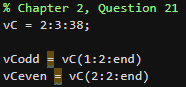 % Chapter 2, Question 21
vC = 2:3:38;
vCodd = vC(1:2:end)
vCeven = vC(2:2:end)